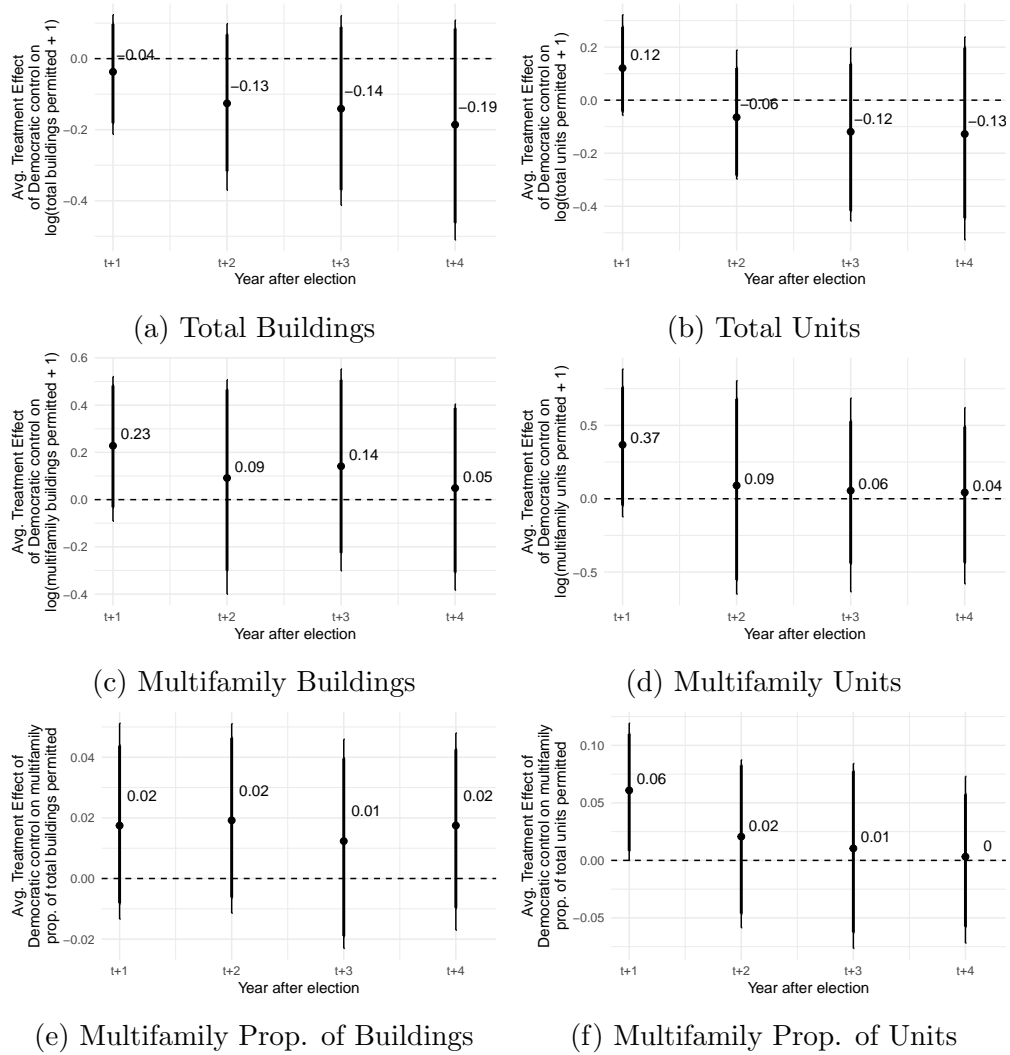 Avg. Treatment Effect
of Democratic control on
log(total buildings permitted + 1)
0.0
−0.2
−0.4
−0.04
−0.13
−0.14
−0.19
t+1 t+2 t+3 t+4
Year after election
(a) Total Buildings
Avg. Treatment Effect
of Democratic control on
log(total units permitted + 1)
0.2
0.0
−0.2
−0.4
0.12
−0.06
−0.12
−0.13
t+1 t+2 t+3 t+4
Year after election
(b) Total Units
Avg. Treatment Effect
of Democratic control on
log(multifamily buildings permitted + 1)
0.6
0.4
0.2
0.0
−0.2
−0.4
0.23
0.09
0.14
0.05
t+1 t+2 t+3 t+4
Year after election
(c) Multifamily Buildings
Avg. Treatment Effect
of Democratic control on
log(multifamily units permitted + 1)
0.5
0.0
−0.5
0.37
0.09
0.06
0.04
t+1 t+2 t+3 t+4
Year after election
(d) Multifamily Units
Avg. Treatment Effect of
Democratic control on multifamily
prop. of total buildings permitted
0.04
0.02
0.00
−0.02
0.02
0.02
0.01
0.02
t+1 t+2 t+3 t+4
Year after election
(e) Multifamily Prop. of Buildings
Avg. Treatment Effect of
Democratic control on multifamily
prop. of total units permitted
0.10
0.05
0.00
−0.05
0.06
0.02
0.01
0
t+1 t+2 t+3 t+4
Year after election
(f) Multifamily Prop. of Units